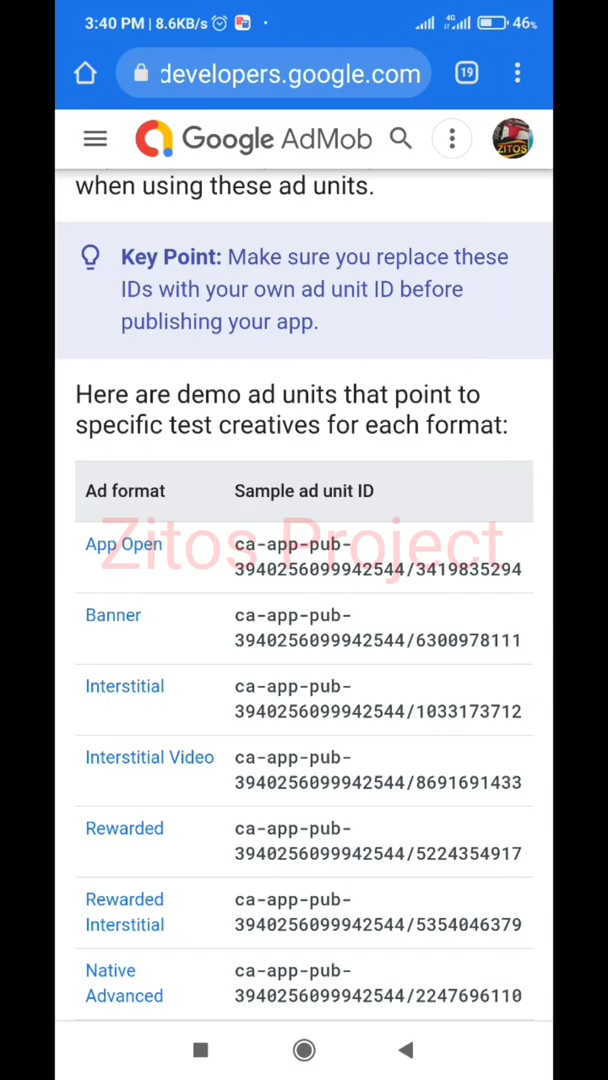 3:40 PM | 8.6KB/s
4G
46%
developers.google.com
19
Google AdMob
ZITOS
when using these ad units.
Key Point: Make sure you replace these
IDs with your own ad unit ID before
publishing your app.
Here are demo ad units that point to
specific test creatives for each format:
Ad format Sample ad unit ID
Zitos Project
App Open ca-app-pub-
3940256099942544/3419835294
Banner ca-app-pub-
3940256099942544/6300978111
Interstitial ca-app-pub-
3940256099942544/1033173712
Interstitial Video ca-app-pub-
3940256099942544/8691691433
Rewarded ca-app-pub-
3940256099942544/5224354917
Rewarded ca-app-pub-
Interstitial 3940256099942544/5354046379
Native ca-app-pub-
Advanced 3940256099942544/2247696110